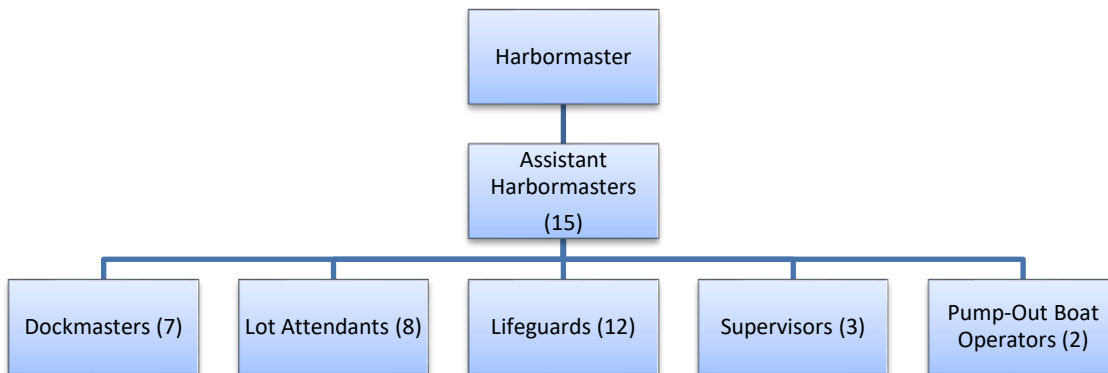 Harbormaster
Assistant
Harbormasters
(15)
Dockmasters (7)
Lot Attendants (8)
Lifeguards (12)
Supervisors (3)
Pump-Out Boat
Operators (2)